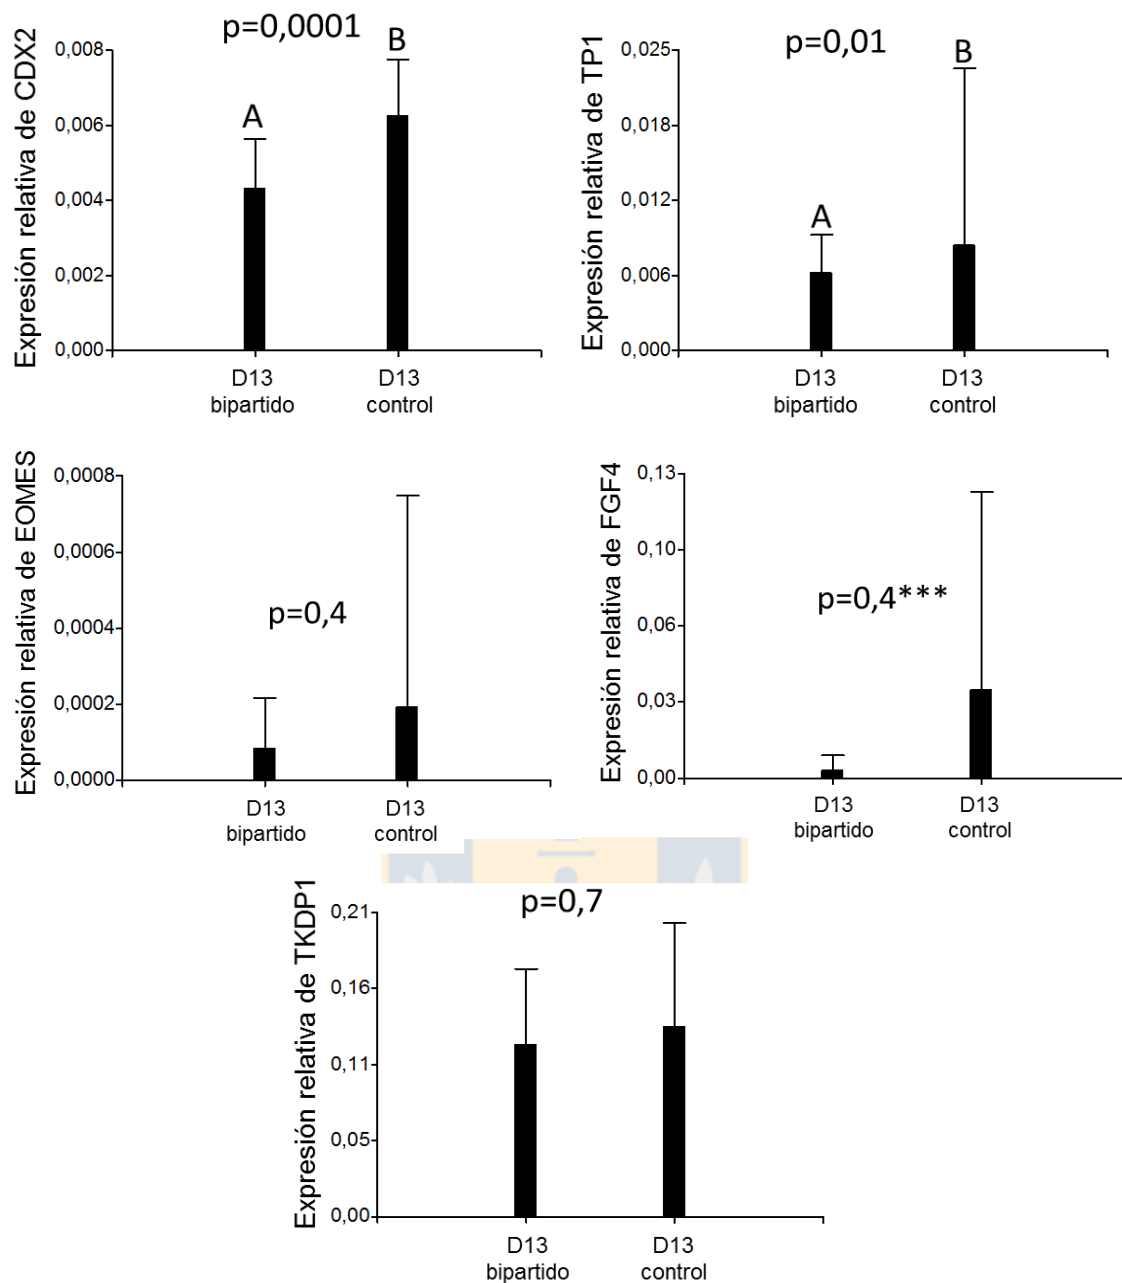 Expresión relativa de CDX2
p=0,0001
0,008
0,006
0,004
0,002
0,000
A
B
D13
bipartido
D13
control
Expresión relativa de TP1
p=0,01
0,025
0,018
0,012
0,006
0,000
A
B
D13
bipartido
D13
control
Expresión relativa de EOMES
0,0008
0,0006
0,0004
0,0002
0,0000
p=0,4
D13
bipartido
D13
control
Expresión relativa de FGF4
0,13
0,10
0,06
0,03
0,00
p=0,4***
D13
bipartido
D13
control
Expresión relativa de TKDP1
p=0,7
0,21
0,16
0,11
0,05
0,00
D13
bipartido
D13
control